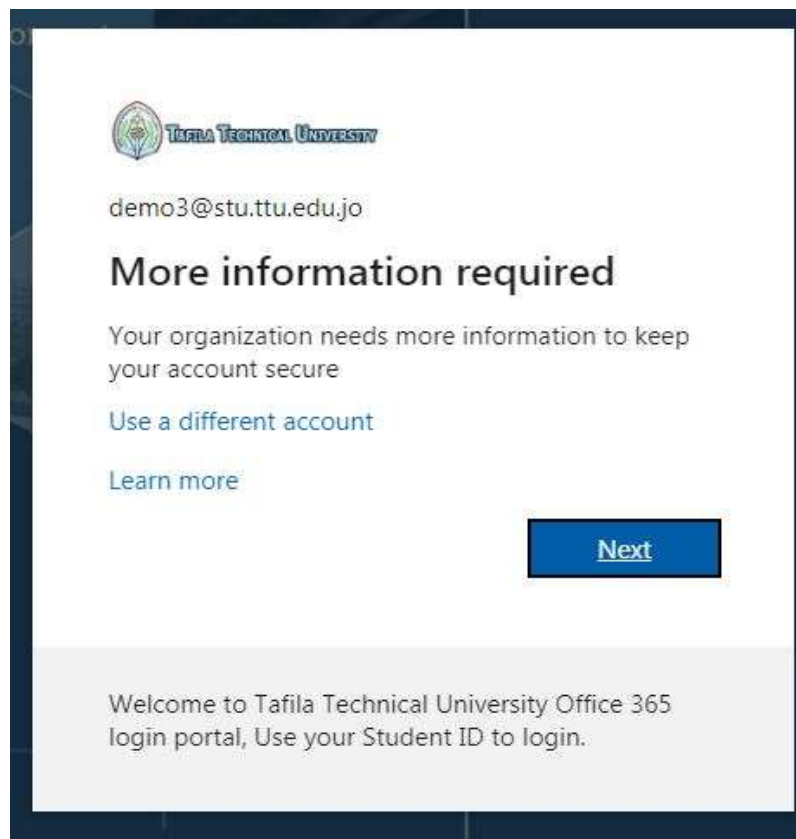 Tafila Technical University
demo3@stu.ttu.edu.jo
More information required
Your organization needs more information to keep
your account secure
Use a different account
Learn more
Next
Welcome to Tafila Technical University Office 365
login portal, Use your Student ID to login.